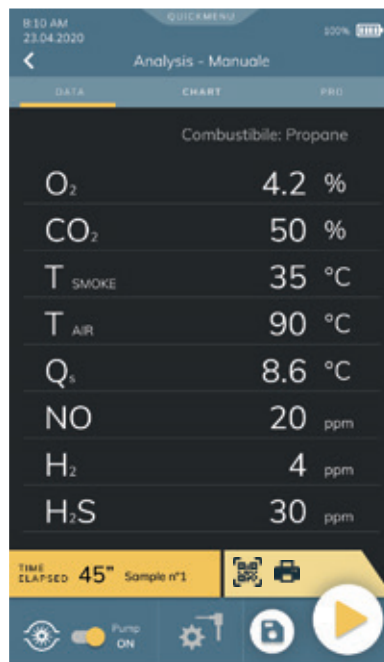 QUICKMENU
8:10 AM
100%
23.04.2020
Analysis - Manuale
DATA CHART PRO
Combustibile: Propane
O₂ 4.2 %
CO₂ 50 %
T SMOKE 35 °C
T AIR 90 °C
Qs 8.6 °C
NO 20 ppm
H₂ 4 ppm
H₂S 30 ppm
TIME
ELAPSED 45" Sample n°1
Pump
ON